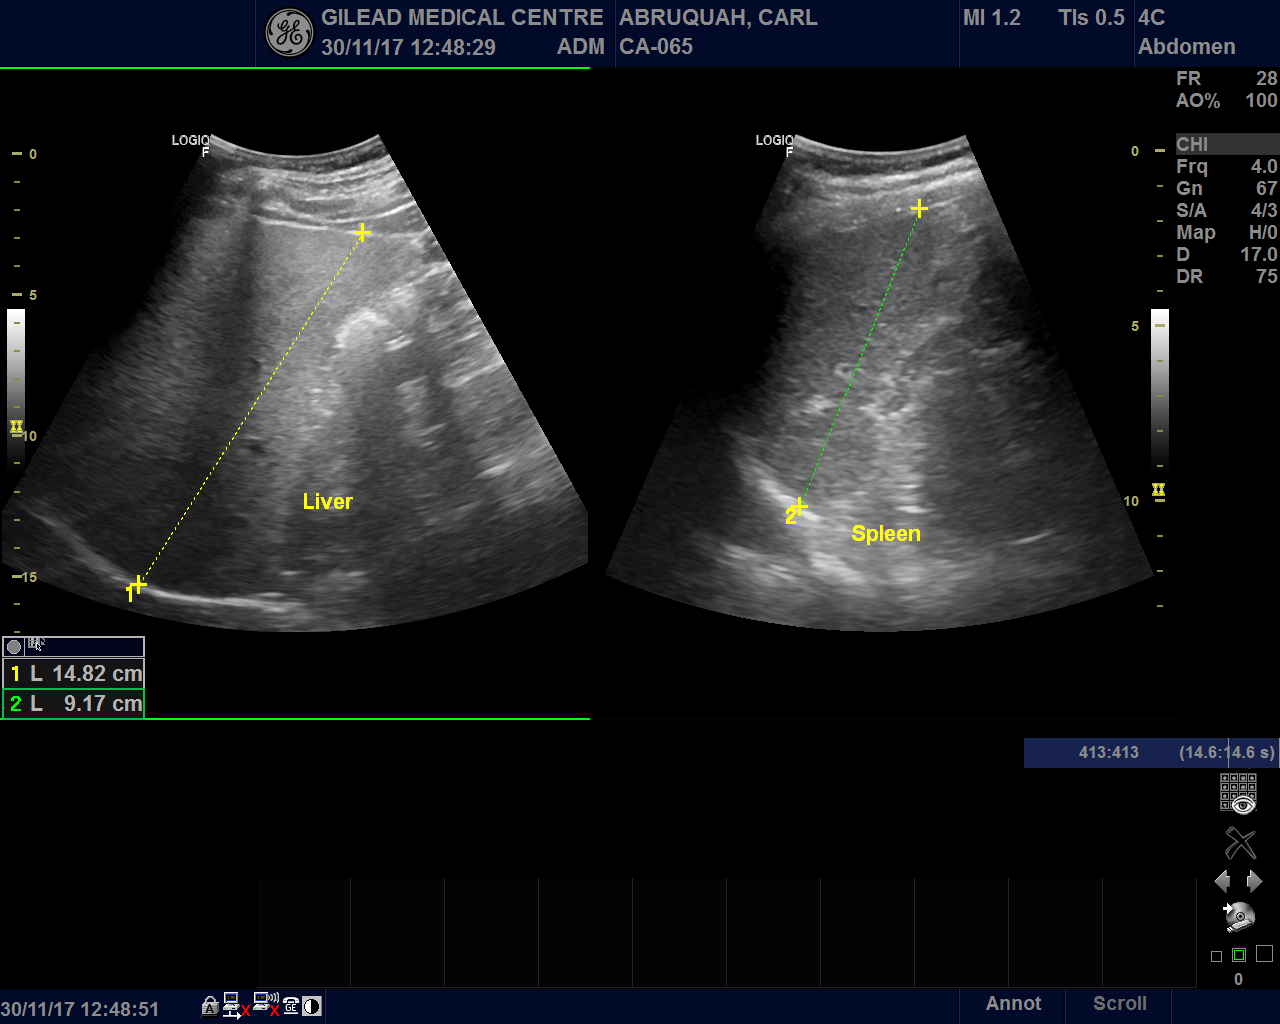 GILEAD MEDICAL CENTRE
30/11/17 12:48:29 ADM
ABRUQUAH, CARL
CA-065
MI 1.2 TIs 0.5
4C
Abdomen
FR 28
AO% 100
CHI
Frq 4.0
Gn 67
S/A 4/3
Map H/0
D 17.0
DR 75
LOGIQ
F
0
5
10
15
1
Liver
LOGIQ
F
0
5
10
2
Spleen
1 L 14.82 cm
2 L 9.17 cm
413:413 (14.6:14.6 s)
0
30/11/17 12:48:51
A
X
X
GE
Annot
Scroll